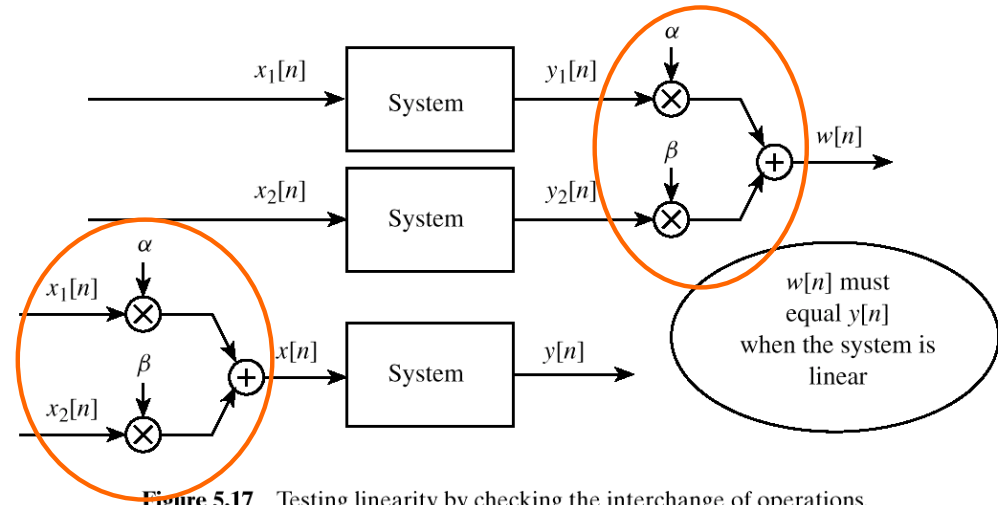 α
x₁[n]
System
y₁[n]
w[n]
β
x₂[n]
System
y₂[n]
α
x₁[n]
w[n] must
equal y[n]
when the system is
linear
x[n]
System
y[n]
β
x₂[n]
Figure 5.17 Testing linearity by checking the interchange of operations